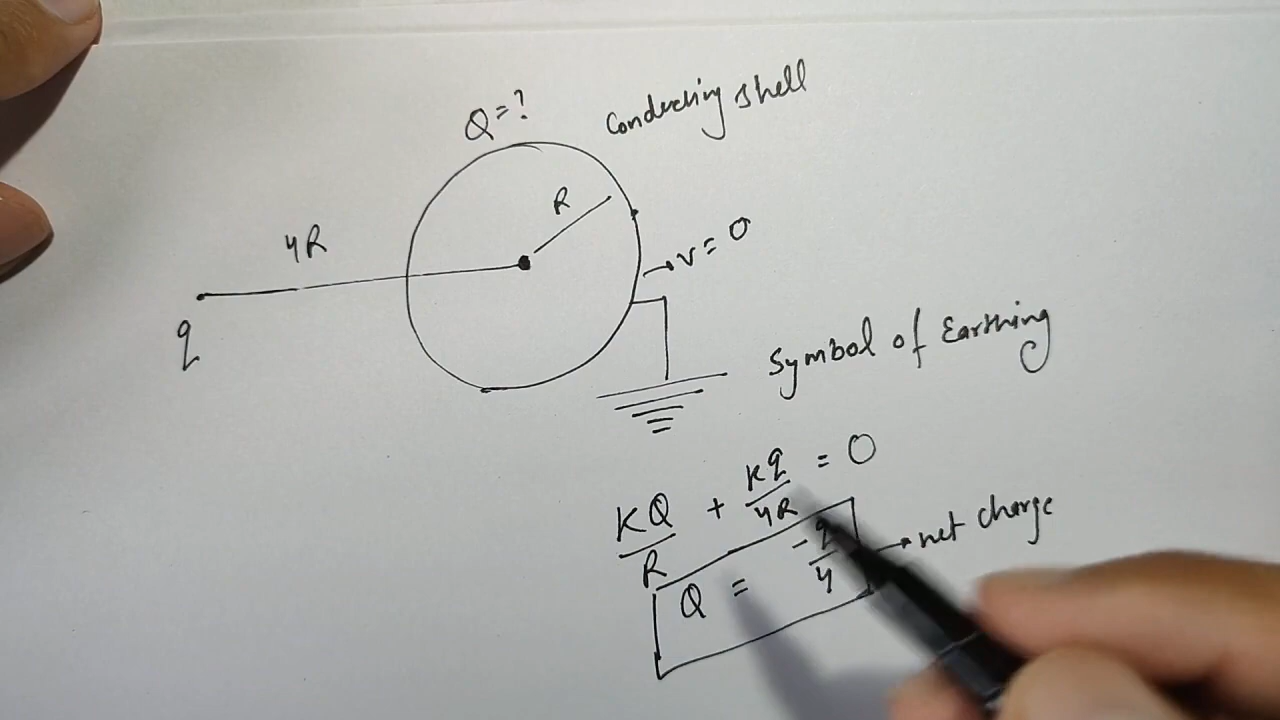 Q = ?
Conducting shell
R
4R
→ V = 0
q
Symbol of Earthing
KQ/R + Kq/4R = 0
Q = -q/4 → net charge